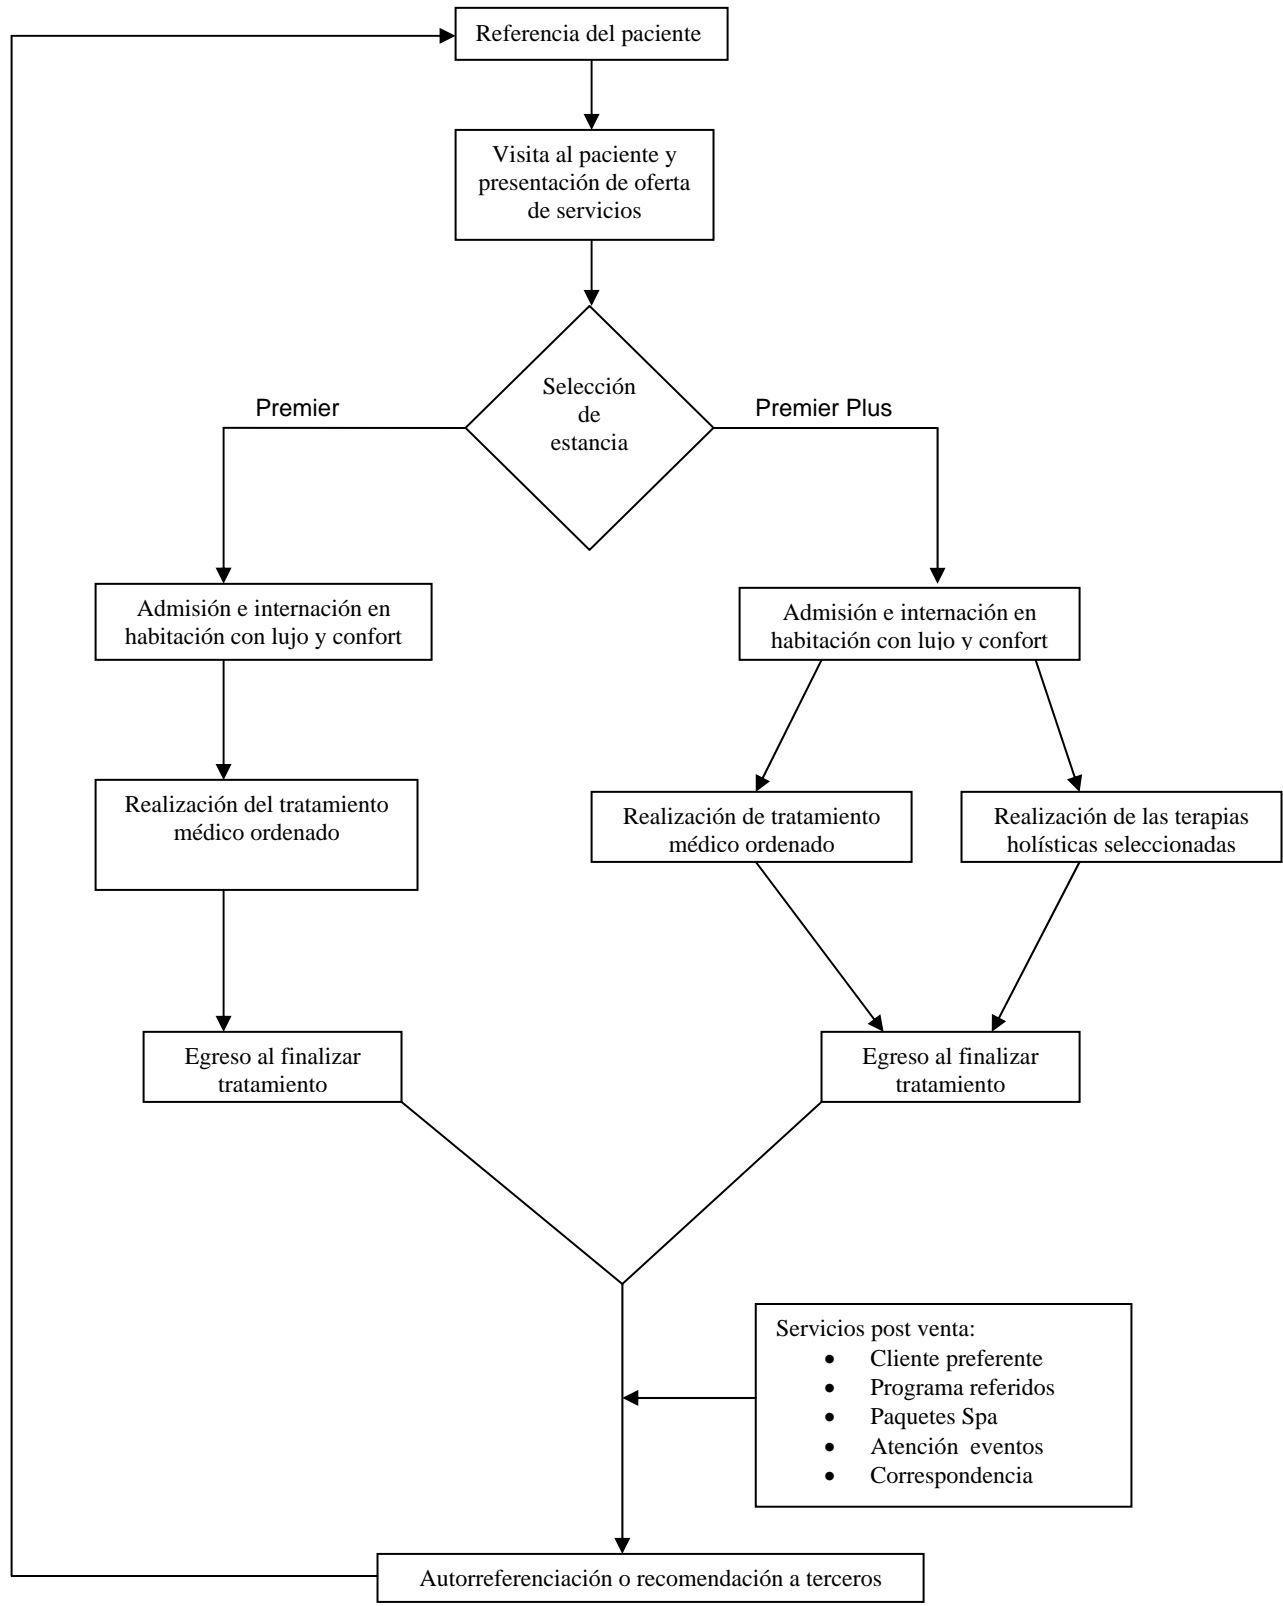 Referencia del paciente
Visita al paciente y
presentación de oferta
de servicios
Selección
de
estancia
Premier
Premier Plus
Admisión e internación en
habitación con lujo y confort
Admisión e internación en
habitación con lujo y confort
Realización del tratamiento
médico ordenado
Realización de tratamiento
médico ordenado
Realización de las terapias
holísticas seleccionadas
Egreso al finalizar
tratamiento
Egreso al finalizar
tratamiento
Servicios post venta:
• Cliente preferente
• Programa referidos
• Paquetes Spa
• Atención eventos
• Correspondencia
Autorreferenciación o recomendación a terceros